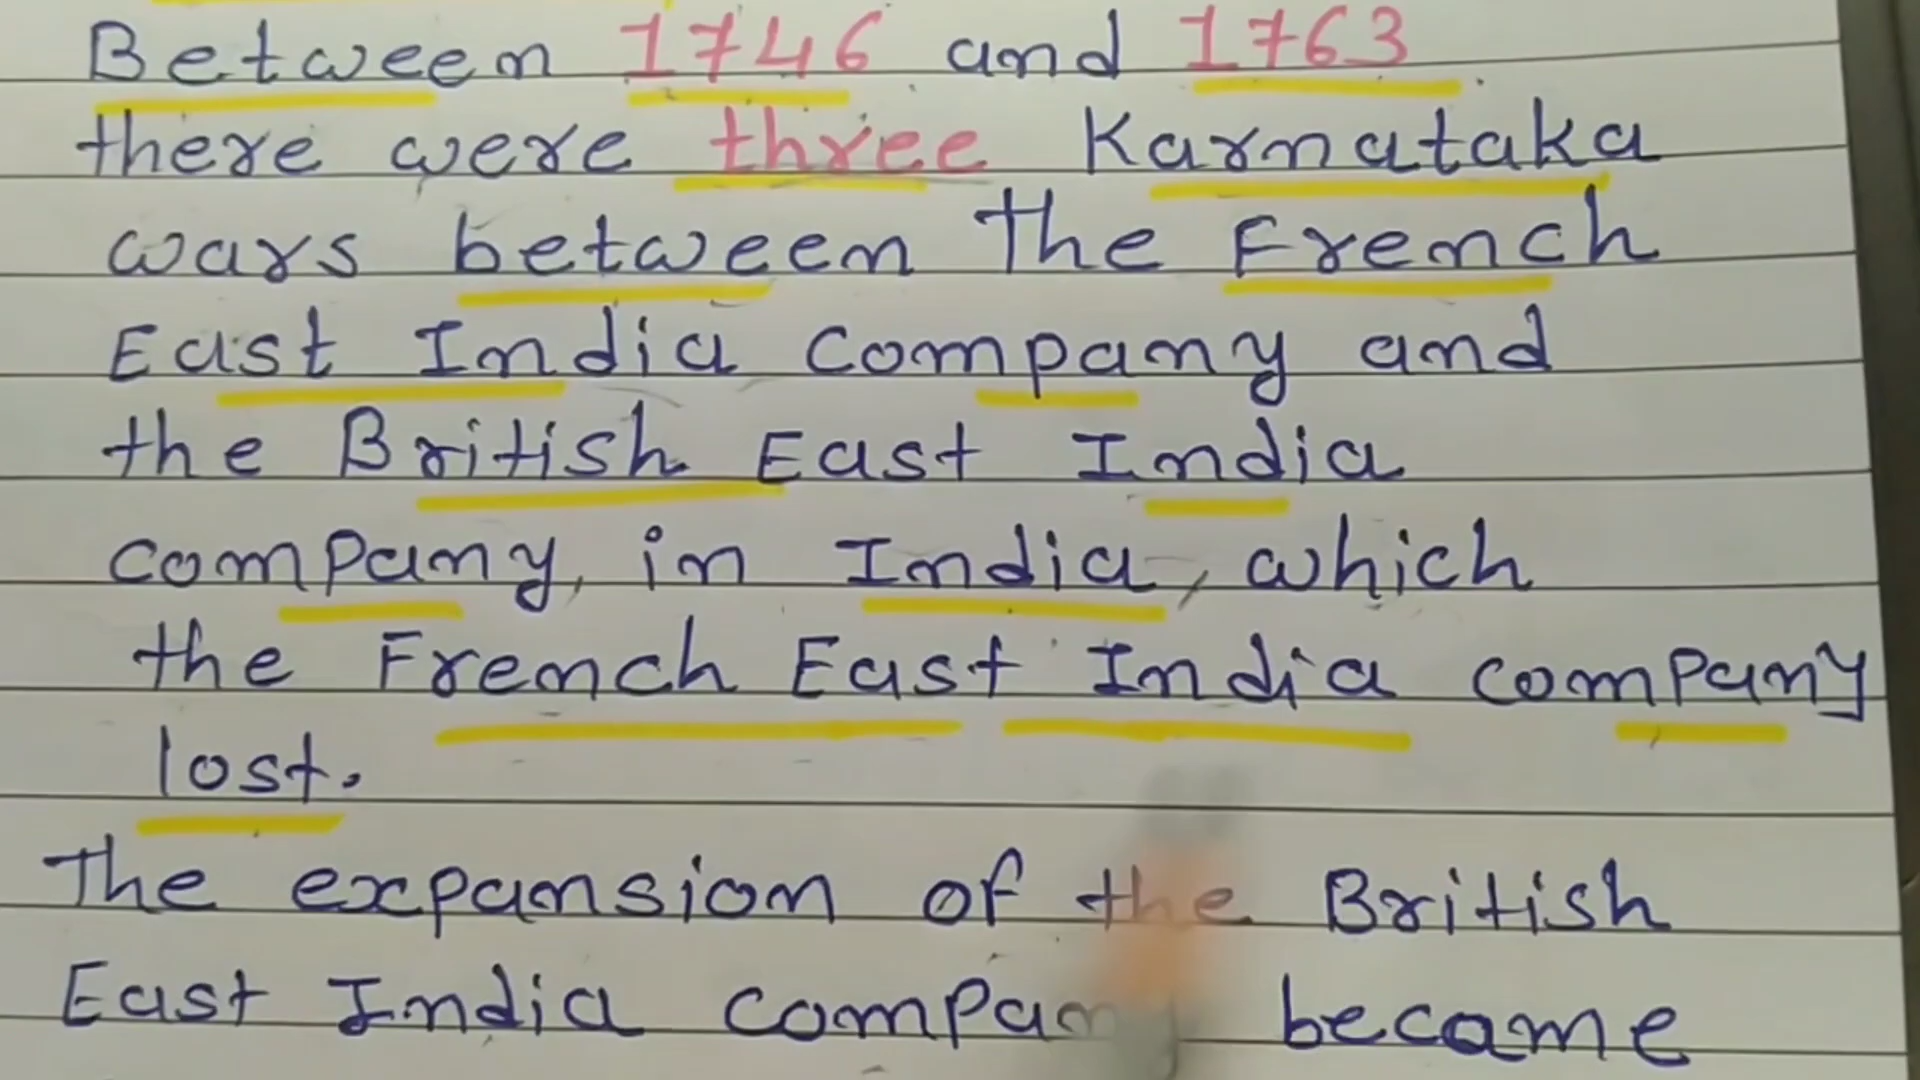 Between 1746 and 1763
there were three Karnataka
wars between The French
East India Company and
the British East India
company, in India, which
the French East India company
lost.
The expansion of the British
East India company became